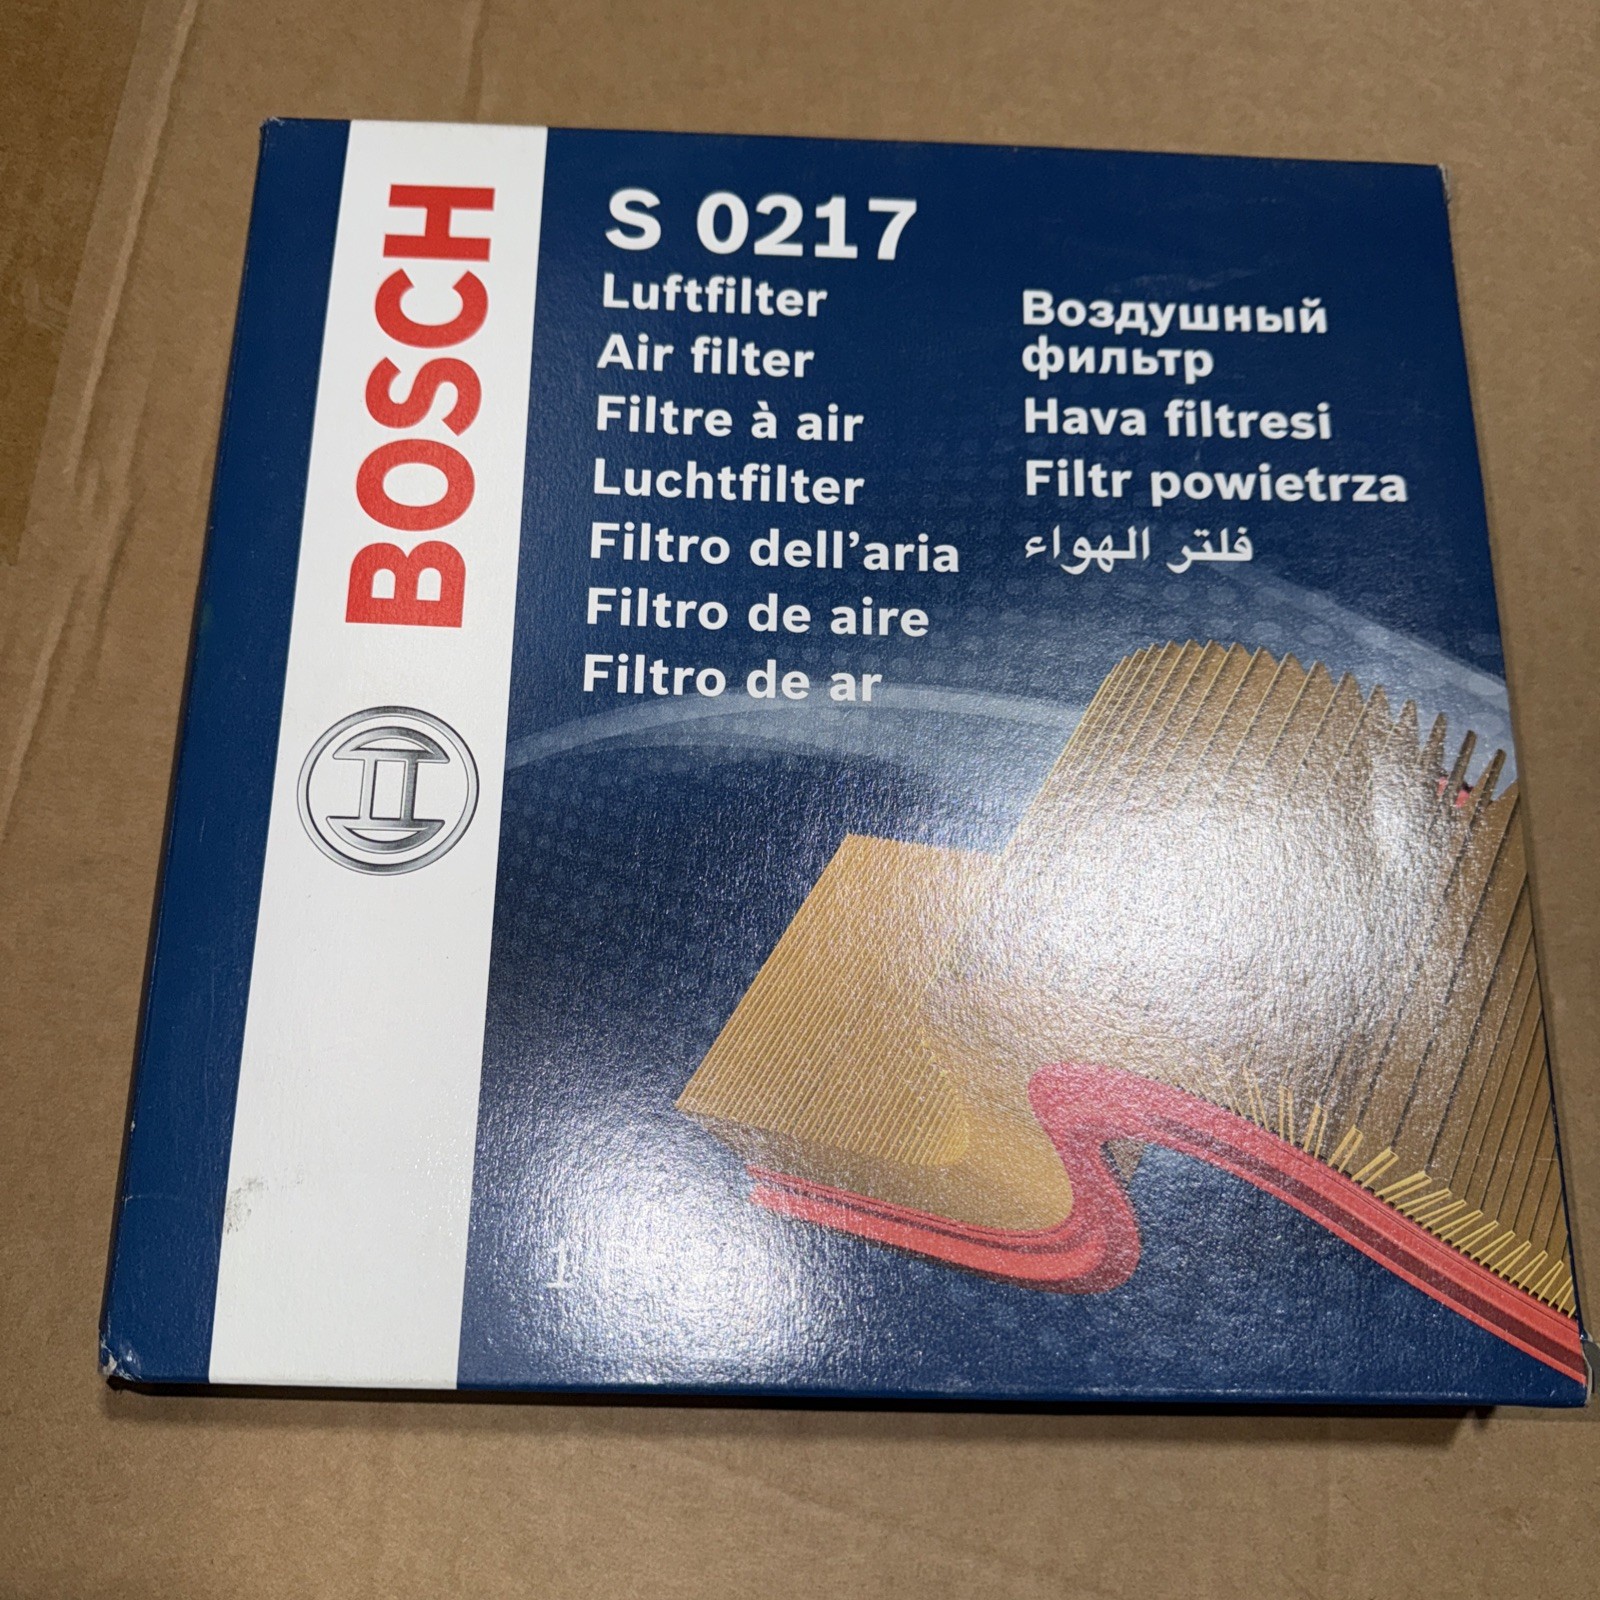 BOSCH
S 0217
Luftfilter
Air filter
Filtre à air
Luchtfilter
Filtro dell’aria
Filtro de aire
Filtro de ar
Воздушный
фильтр
Hava filtresi
Filtr powietrza
فلتر الهواء
1